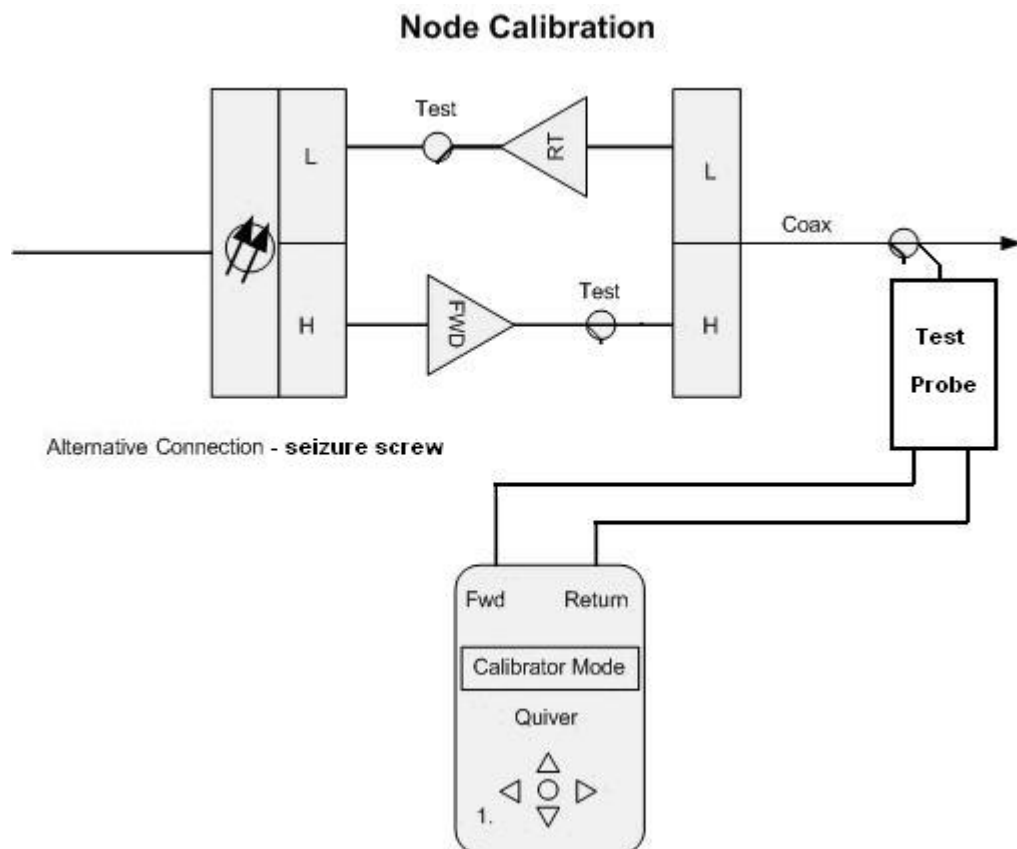 Node Calibration
Test
L
RT
L
Coax
Test
H
FWD
H
Test
Probe
Alternative Connection - seizure screw
Fwd Return
Calibrator Mode
Quiver
1.